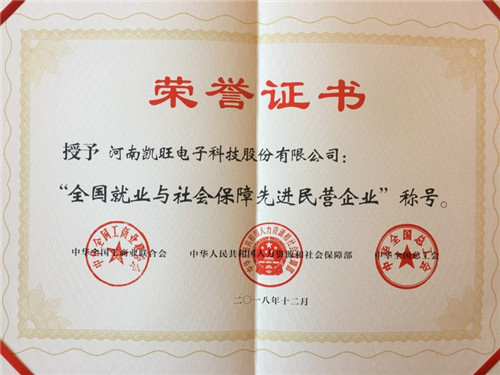 荣誉证书
授予 河南凯旺电子科技股份有限公司：
“全国就业与社会保障先进民营企业”称号。
中华全国工商业联合会 中华人民共和国人力资源和社会保障部 中华全国总工会
二〇一八年十二月